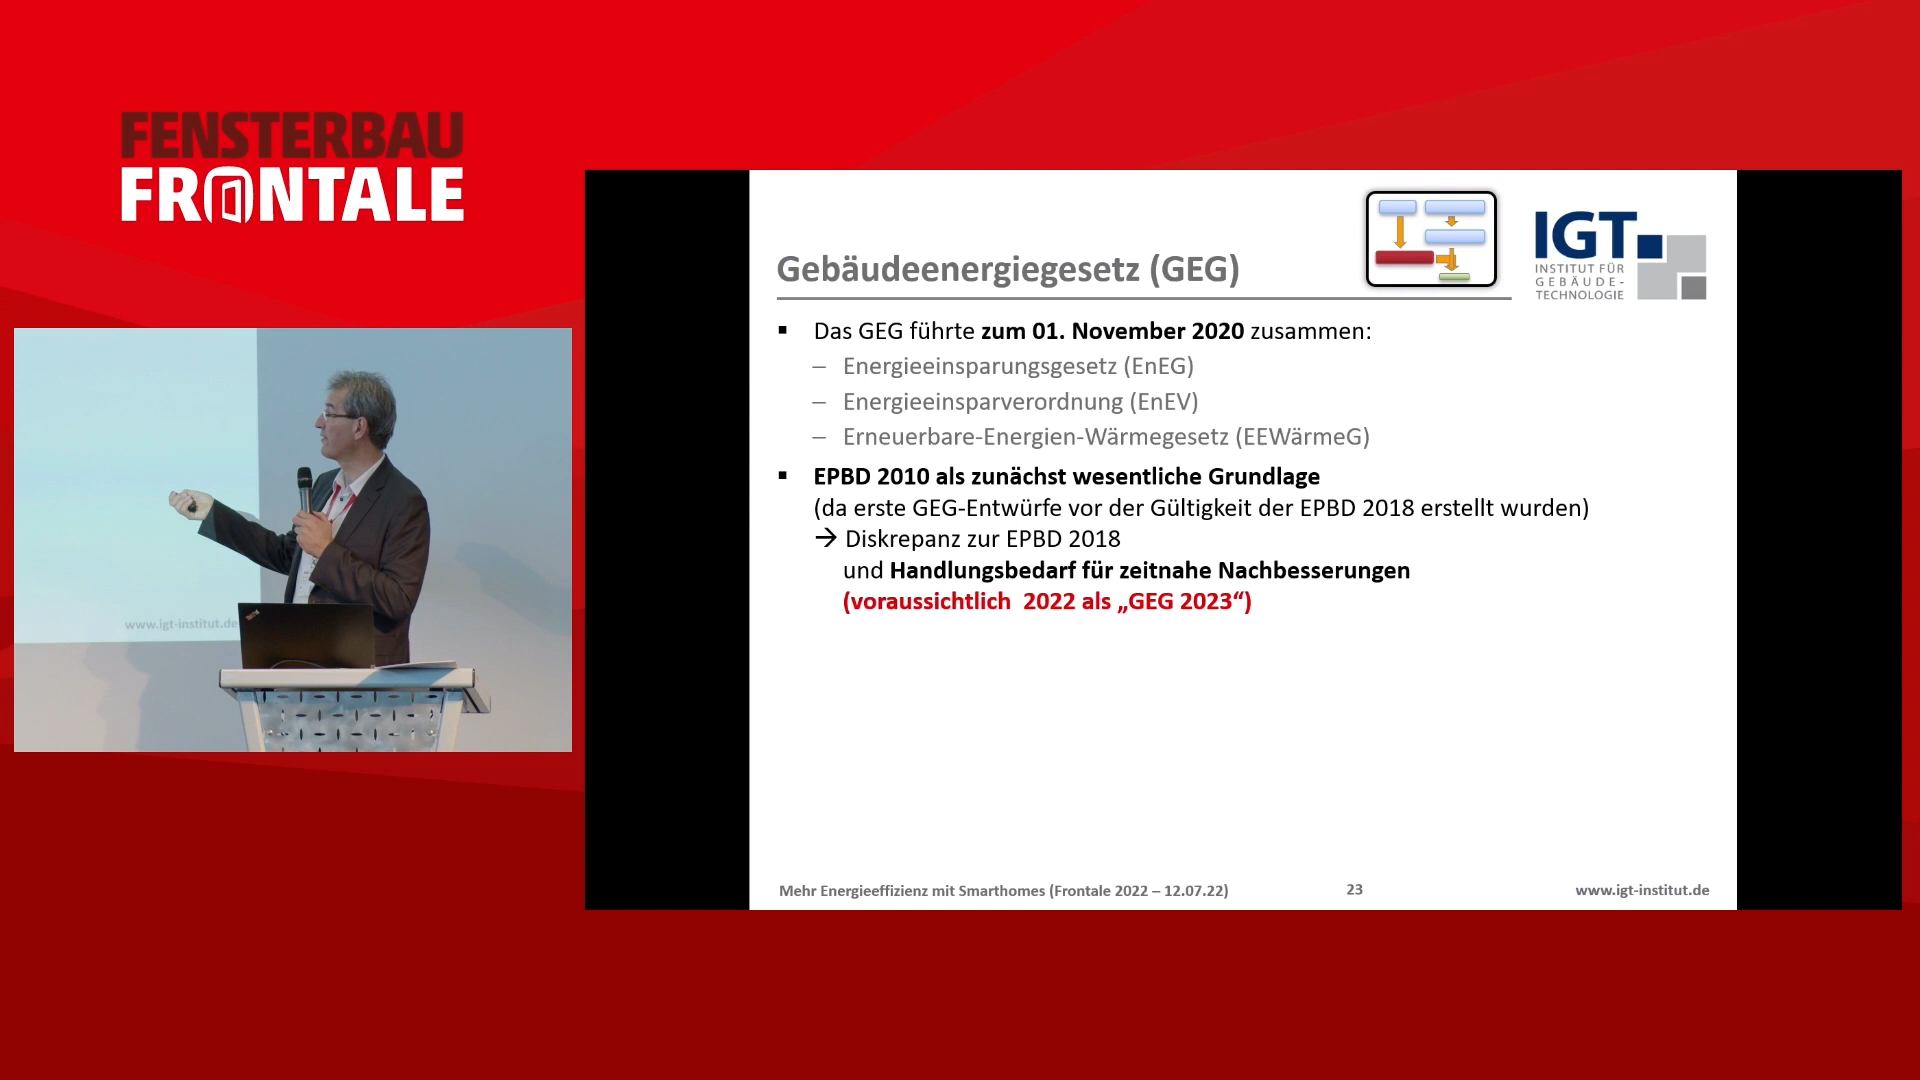 FENSTERBAU
FRONTALE
www.igt-institut.de
Gebäudeenergiegesetz (GEG)
IGT
INSTITUT FÜR
GEBÄUDE-
TECHNOLOGIE
▪ Das GEG führte zum 01. November 2020 zusammen:
– Energieeinsparungsgesetz (EnEG)
– Energieeinsparverordnung (EnEV)
– Erneuerbare-Energien-Wärmegesetz (EEWärmeG)
▪ EPBD 2010 als zunächst wesentliche Grundlage
(da erste GEG-Entwürfe vor der Gültigkeit der EPBD 2018 erstellt wurden)
→ Diskrepanz zur EPBD 2018
und Handlungsbedarf für zeitnahe Nachbesserungen
(voraussichtlich 2022 als „GEG 2023“)
Mehr Energieeffizienz mit Smarthomes (Frontale 2022 – 12.07.22)
23
www.igt-institut.de